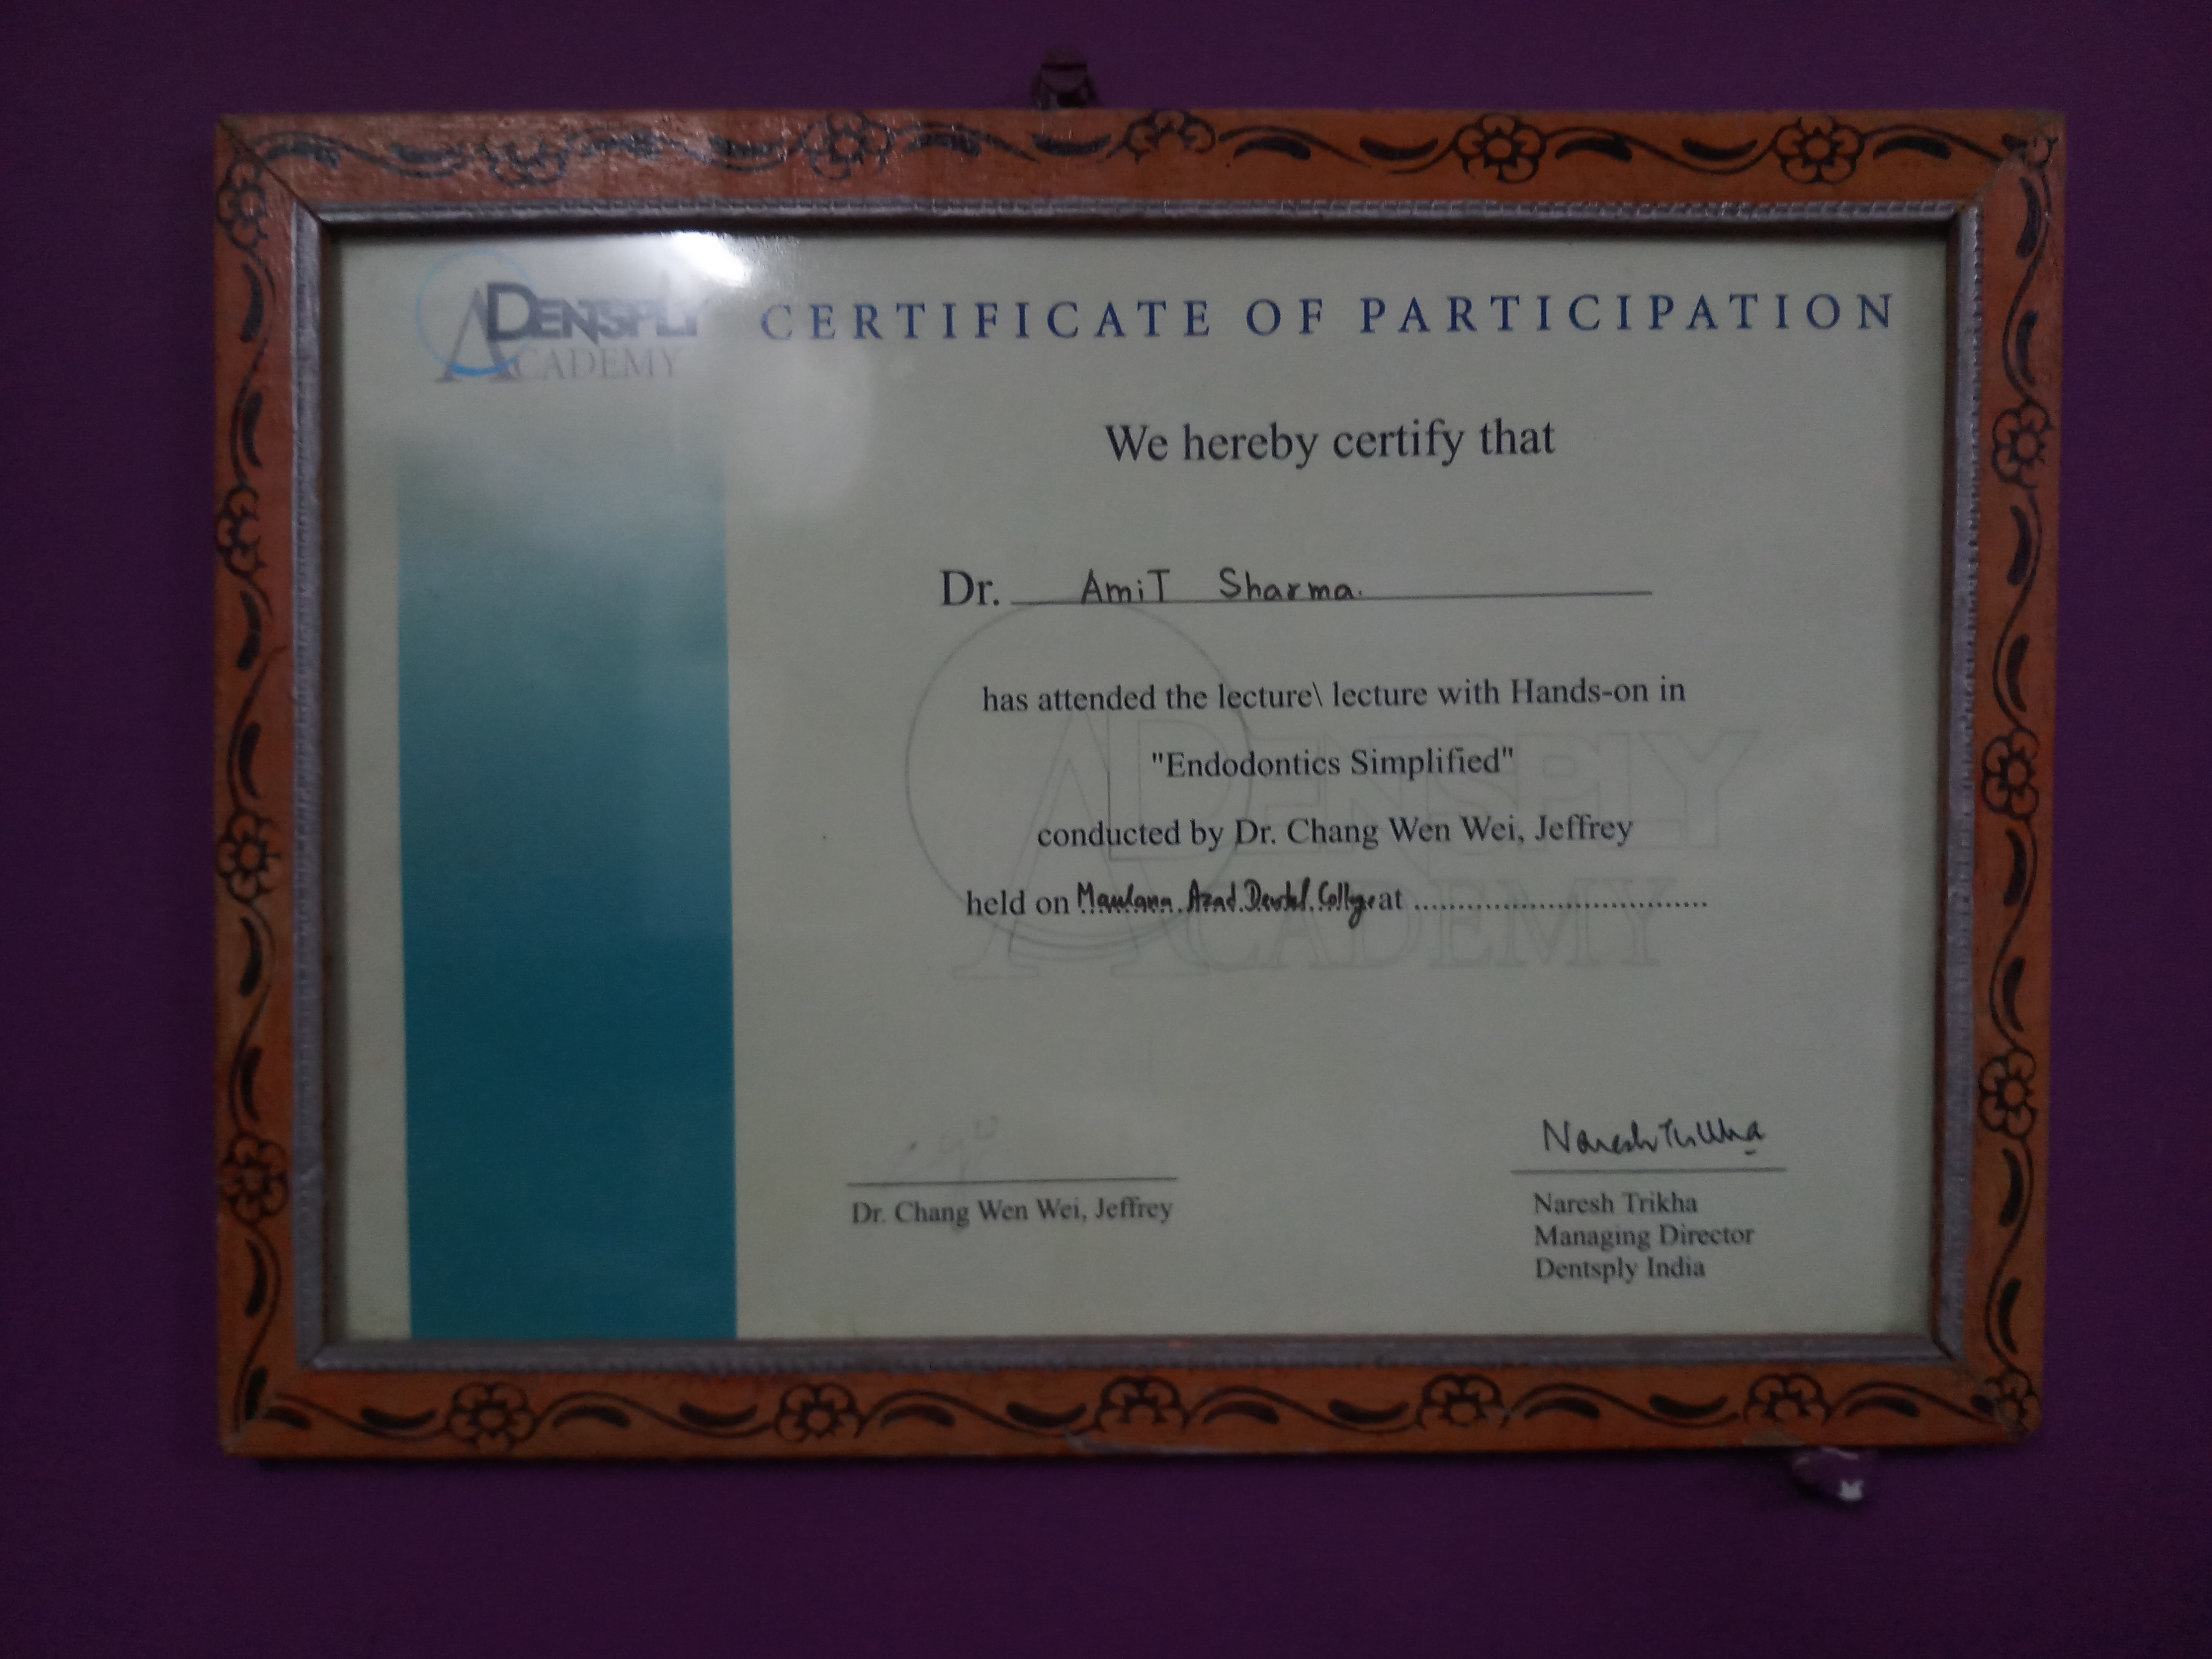 DENSPLY
ACADEMY
CERTIFICATE OF PARTICIPATION
We hereby certify that
Dr. AmiT Sharma.
has attended the lecture\ lecture with Hands-on in
"Endodontics Simplified"
conducted by Dr. Chang Wen Wei, Jeffrey
held on Maulana Azad Dental College at ................................
DENSPLY
ACADEMY
Naresh Trikha
Dr. Chang Wen Wei, Jeffrey
Naresh Trikha
Managing Director
Dentsply India